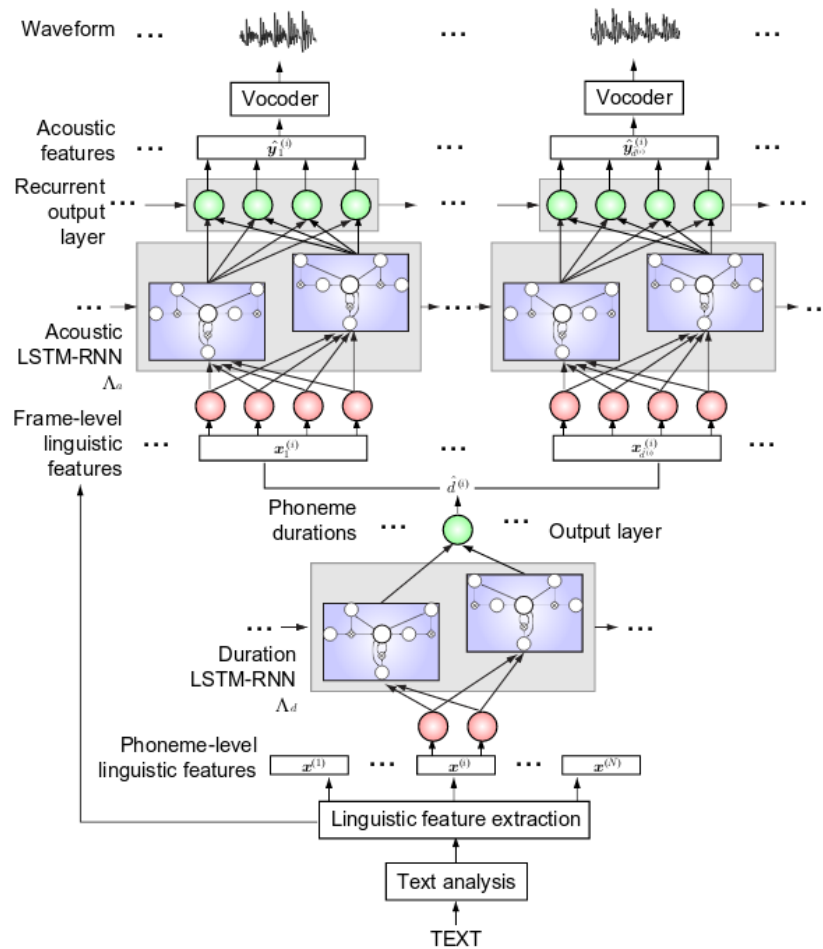 Waveform ... ... ...
Vocoder Vocoder
Acoustic
features ... ŷ₁⁽ⁱ⁾ ... ŷ_d⁽ⁱ⁾⁽ⁱ⁾ ...
Recurrent
output
layer ... ... ...
... ... ..
Acoustic
LSTM-RNN
Λₐ
Frame-level
linguistic
features ... x₁⁽ⁱ⁾ ... x_d⁽ⁱ⁾⁽ⁱ⁾ ...
d̂⁽ⁱ⁾
Phoneme
durations ... ... Output layer
... ...
Duration
LSTM-RNN
Λ_d
Phoneme-level
linguistic features x⁽¹⁾ ... x⁽ⁱ⁾ ... x⁽ᴺ⁾
Linguistic feature extraction
Text analysis
TEXT